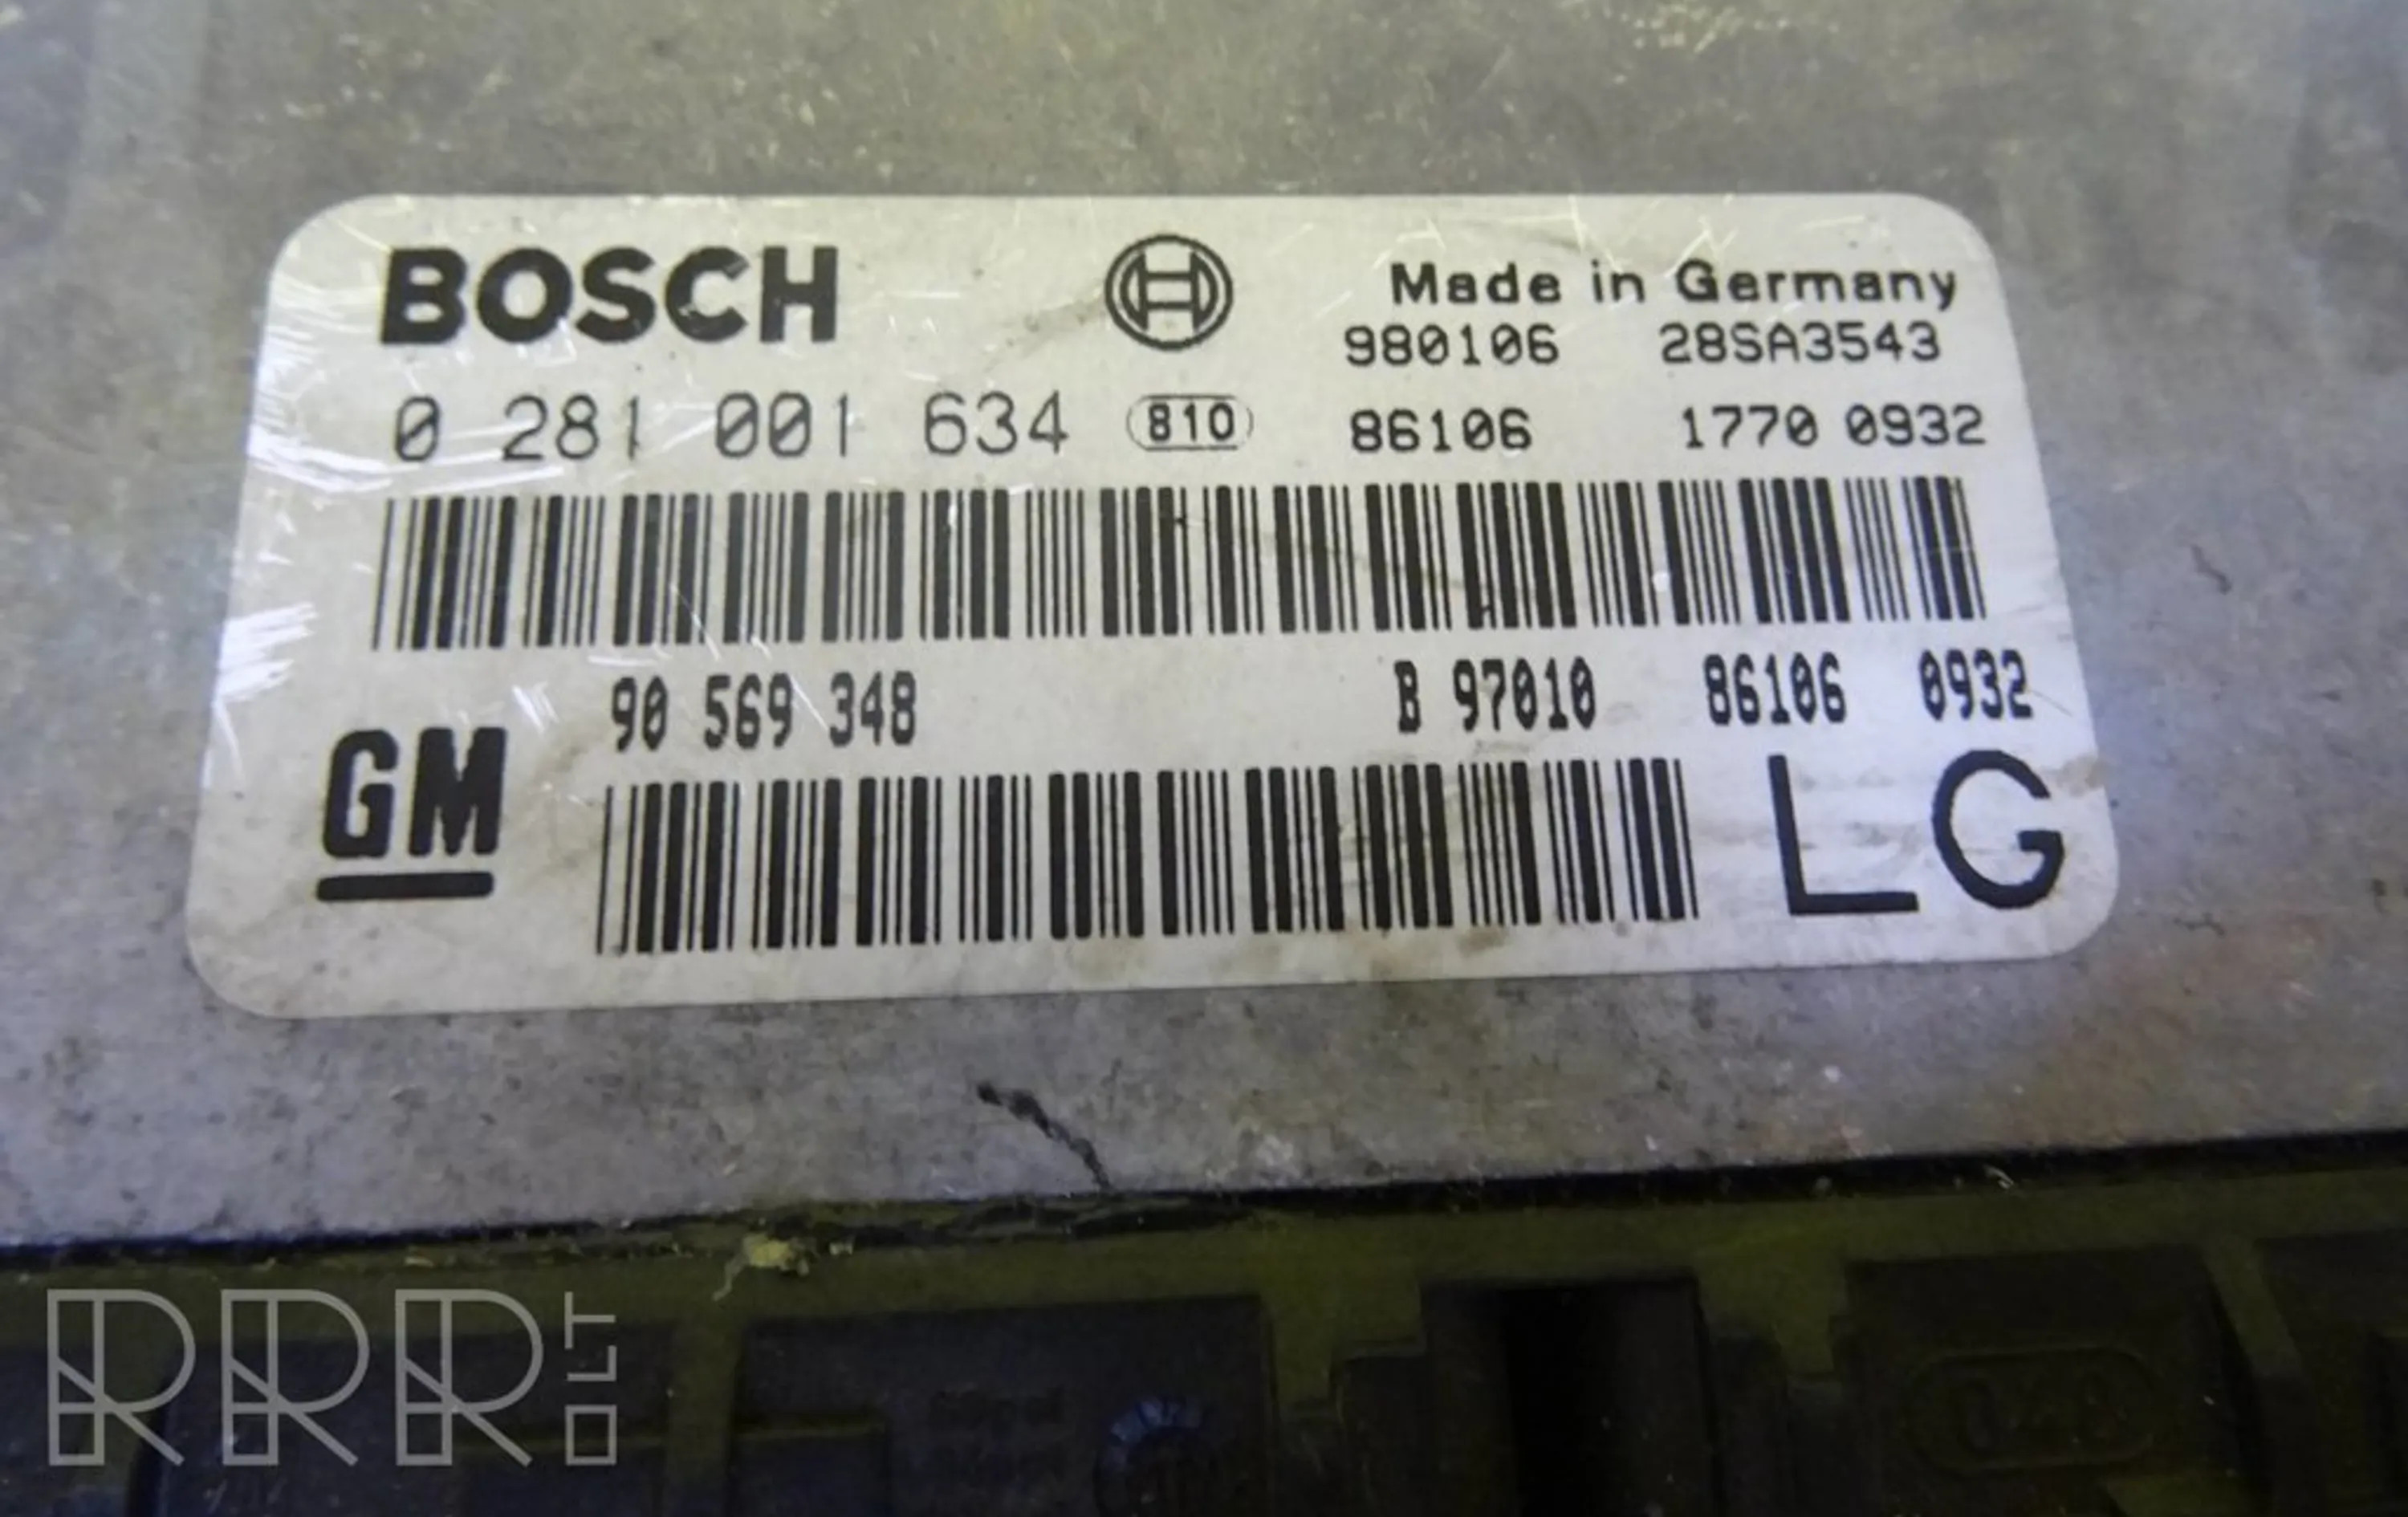 BOSCH Made in Germany
980106 28SA3543
0 281 001 634 810 86106 1770 0932
90 569 348 B 97010 86106 0932
GM LG
RRR.LT